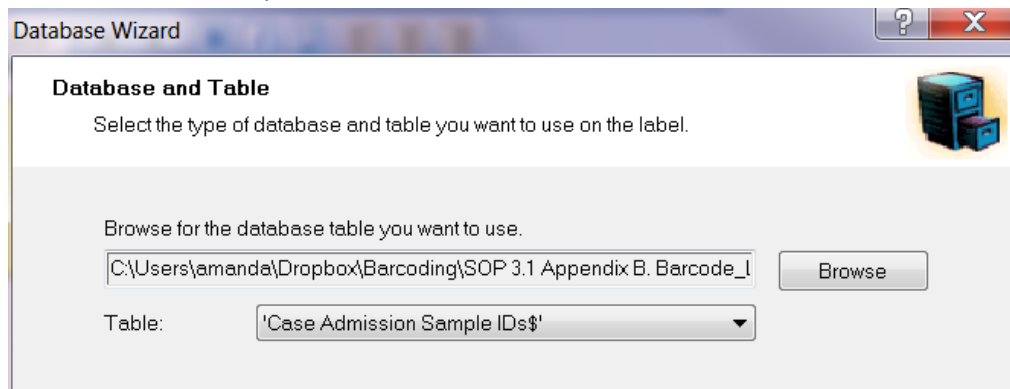 Database Wizard
Database and Table
Select the type of database and table you want to use on the label.
Browse for the database table you want to use.
C:\Users\amanda\Dropbox\Barcoding\SOP 3.1 Appendix B. Barcode_L Browse
Table: 'Case Admission Sample IDs$'